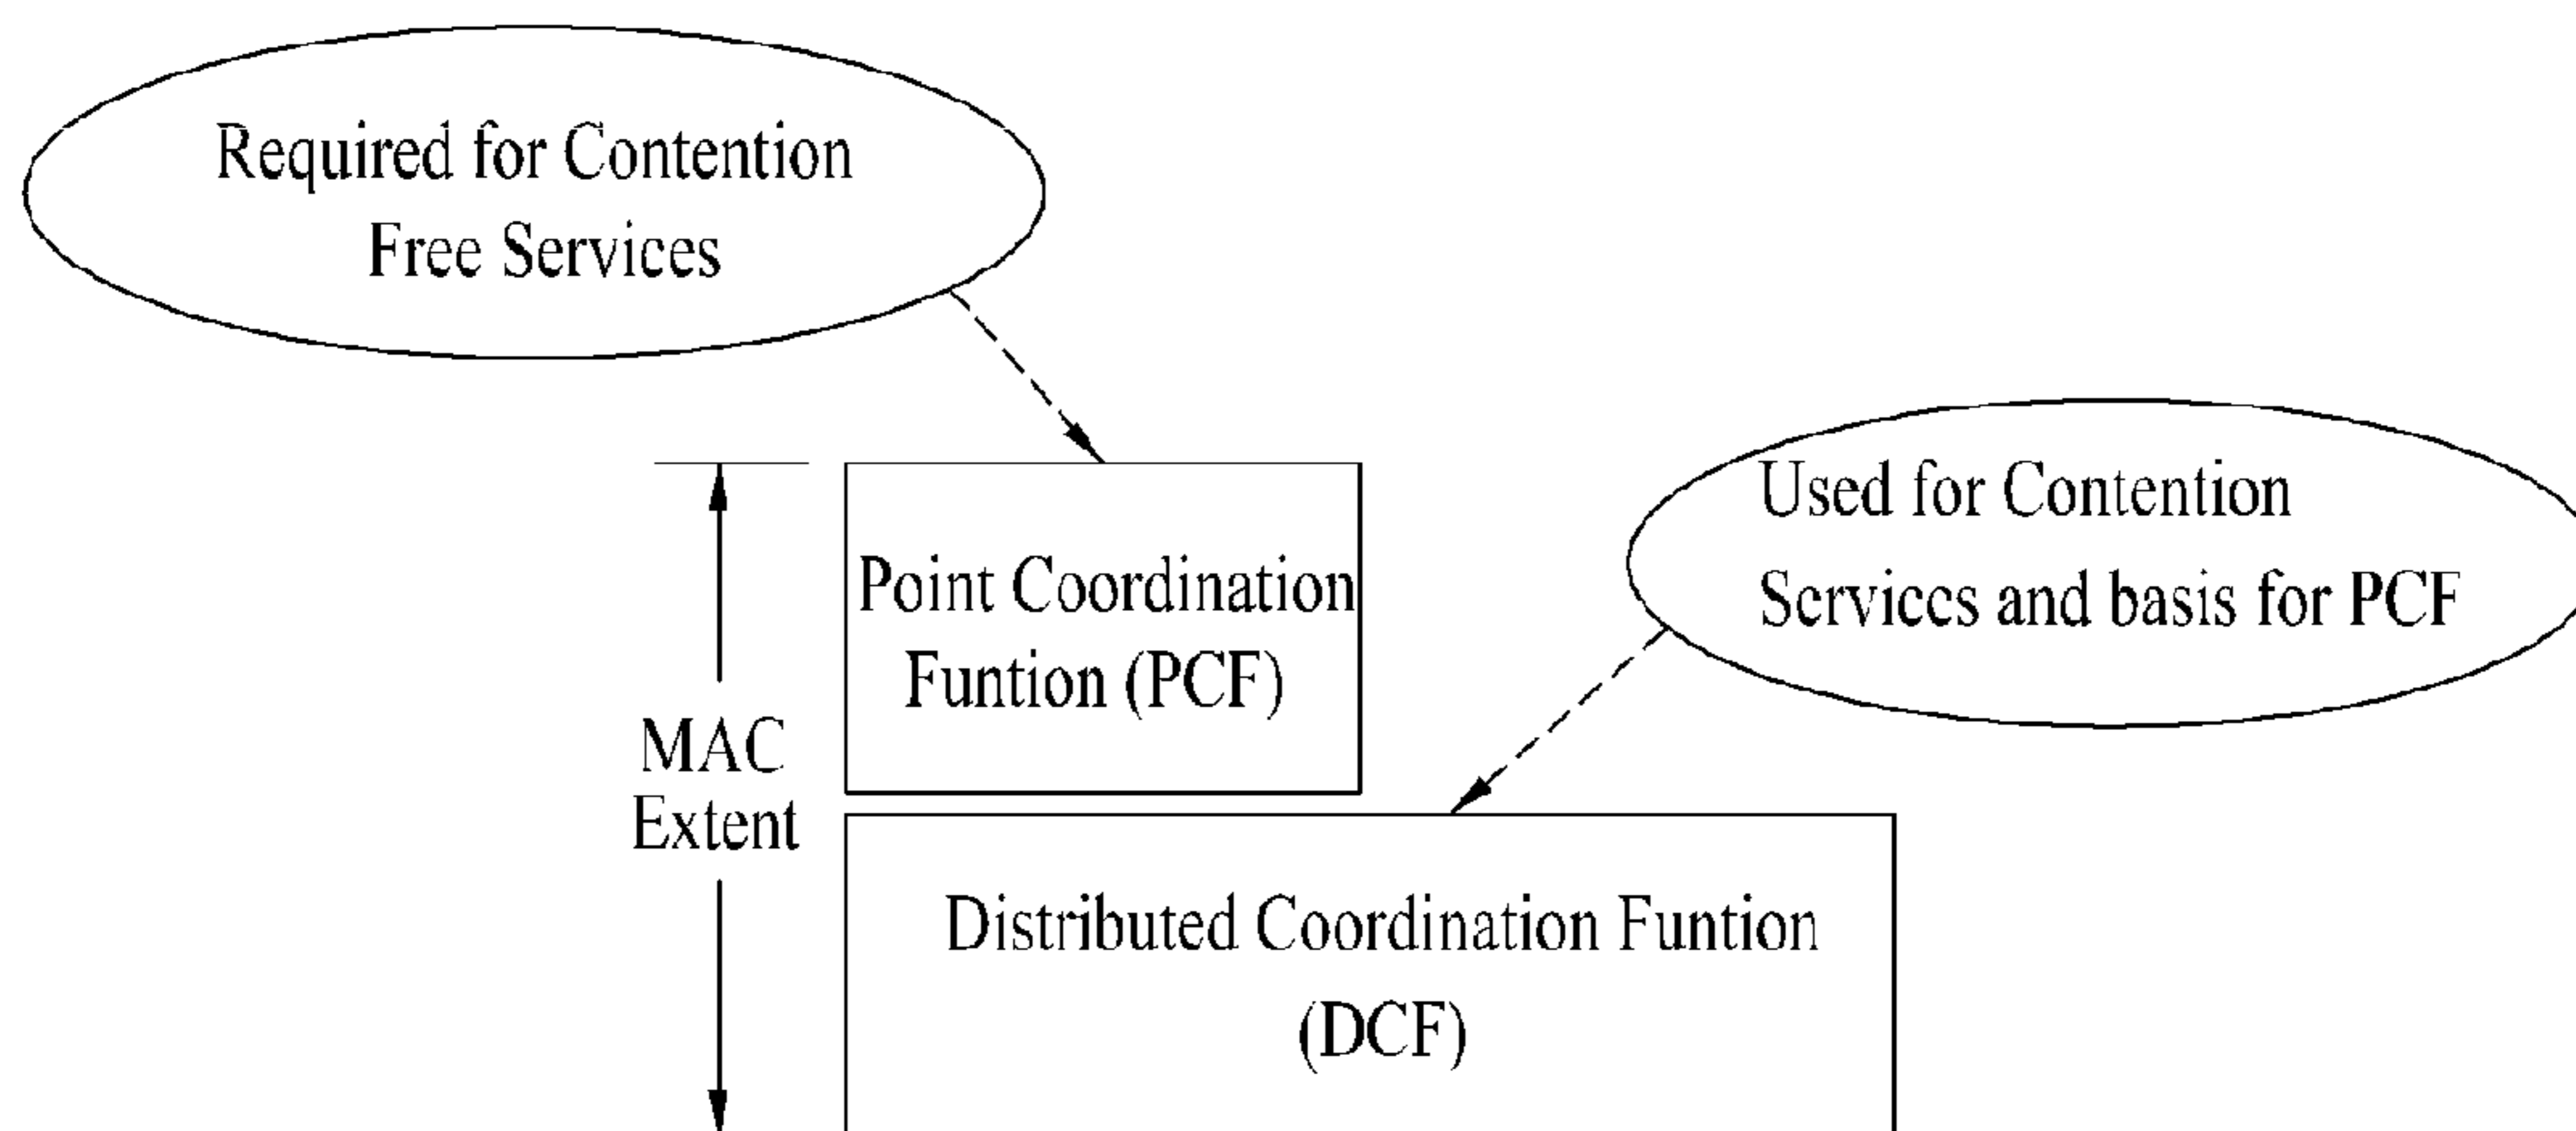 Required for Contention
Free Services
Used for Contention
Services and basis for PCF
Point Coordination
Funtion (PCF)
MAC
Extent
Distributed Coordination Funtion
(DCF)